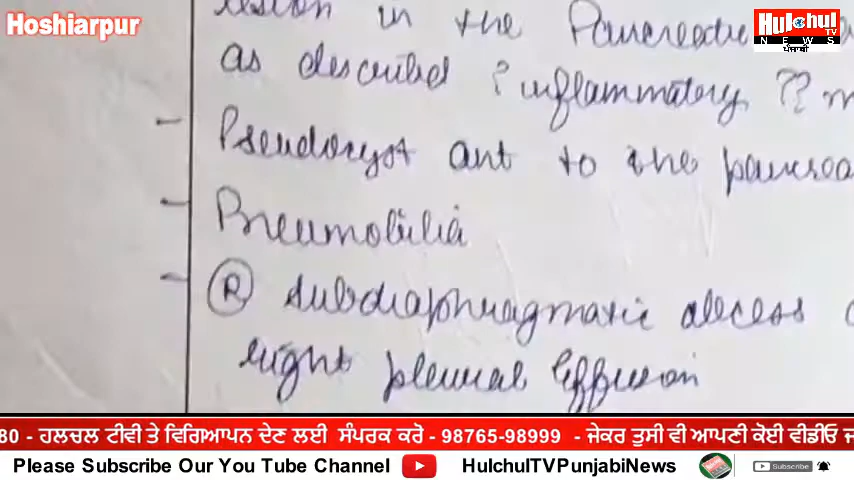 Hoshiarpur
Hulchul
TV
NEWS
ਪੰਜਾਬੀ
lesion in the Pancreatic
as described ? inflammatory ??
- Pseudocyst ant to the pancrea
- Pneumobilia
- Ⓡ subdiaphragmatic abcess
right pleural Effusion
80 - ਹਲਚਲ ਟੀਵੀ ਤੇ ਵਿਗਿਆਪਨ ਦੇਣ ਲਈ ਸੰਪਰਕ ਕਰੋ - 98765-98999 - ਜੇਕਰ ਤੁਸੀ ਵੀ ਆਪਣੀ ਕੋਈ ਵੀਡੀਓ
Please Subscribe Our You Tube Channel HulchulTVPunjabiNews Subscribe